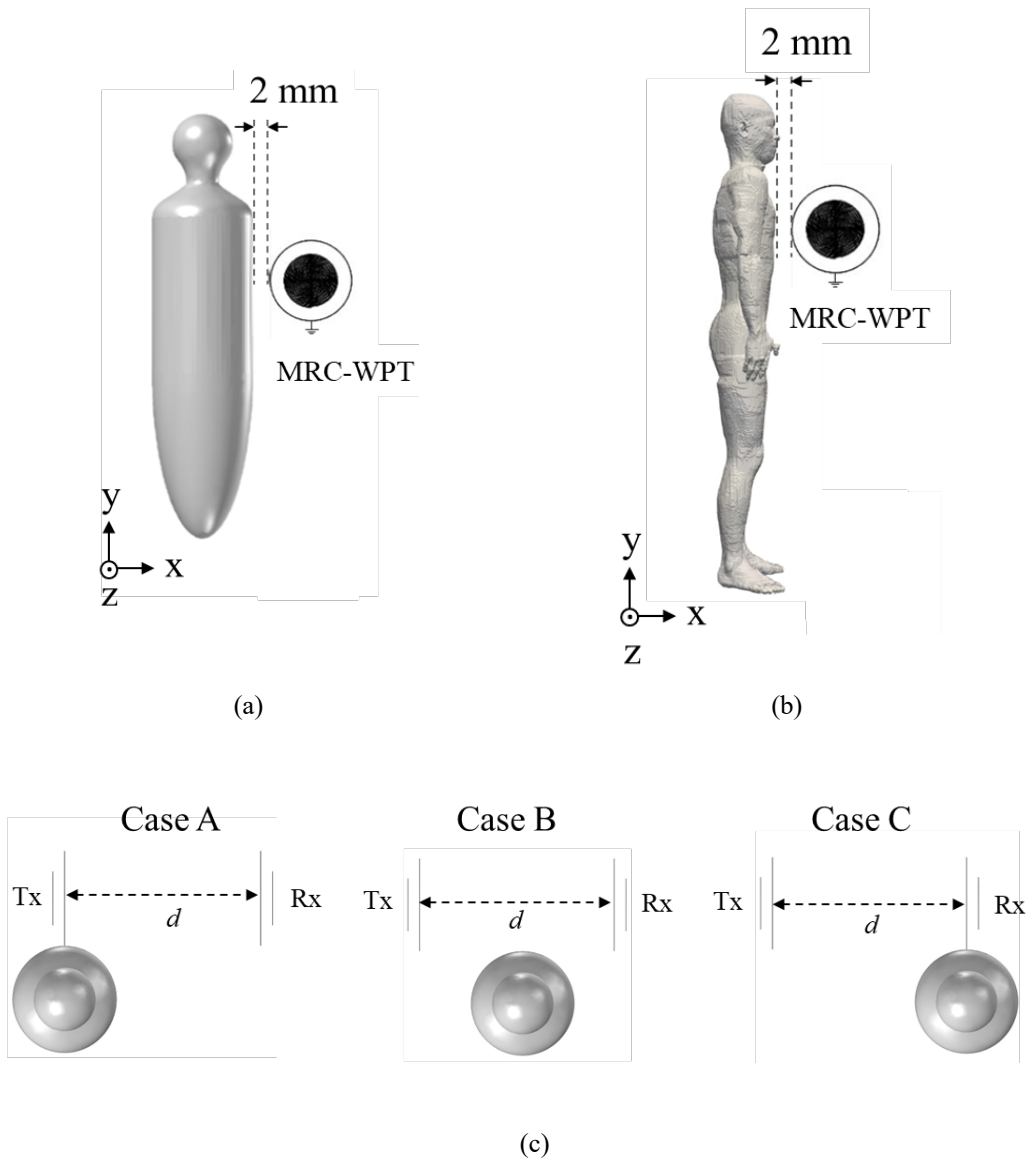 2 mm
MRC-WPT
y
x
z
(a)
2 mm
MRC-WPT
y
x
z
(b)
Case A
Tx
d
Rx
Case B
Tx
d
Rx
Case C
Tx
d
Rx
(c)